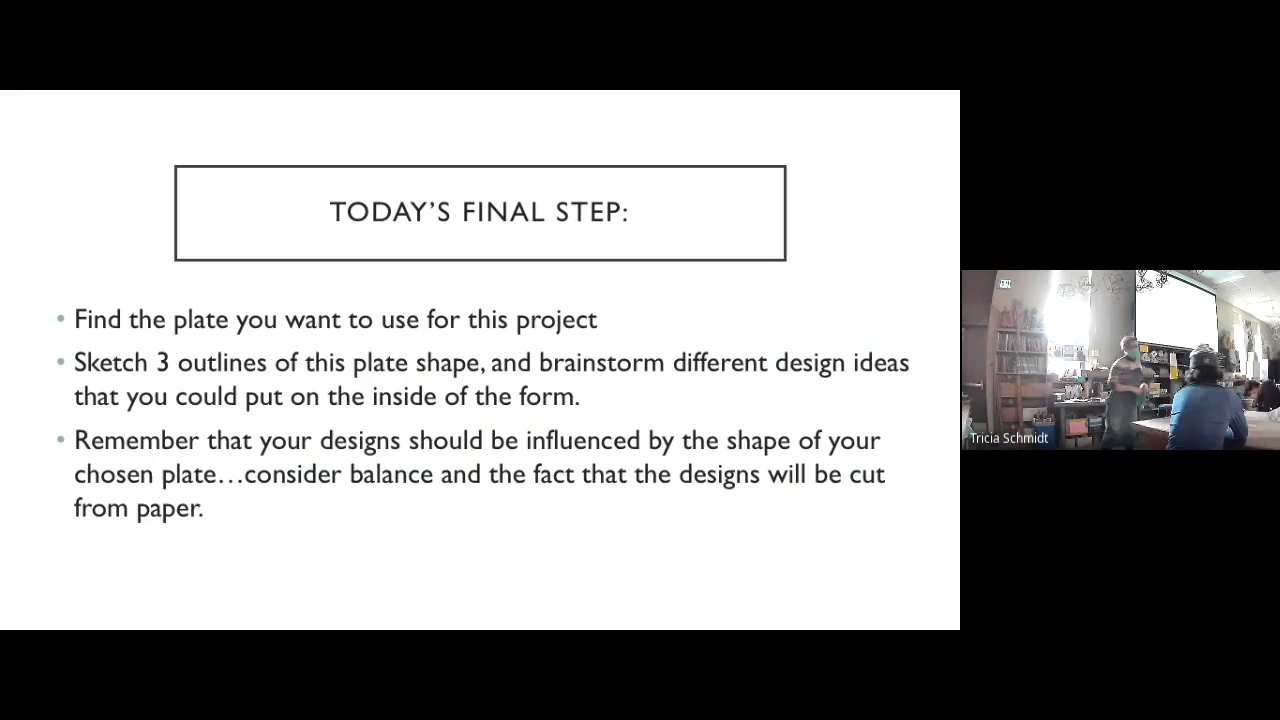 TODAY'S FINAL STEP:
• Find the plate you want to use for this project
• Sketch 3 outlines of this plate shape, and brainstorm different design ideas
that you could put on the inside of the form.
• Remember that your designs should be influenced by the shape of your
chosen plate…consider balance and the fact that the designs will be cut
from paper.
EXIT
Tricia Schmidt